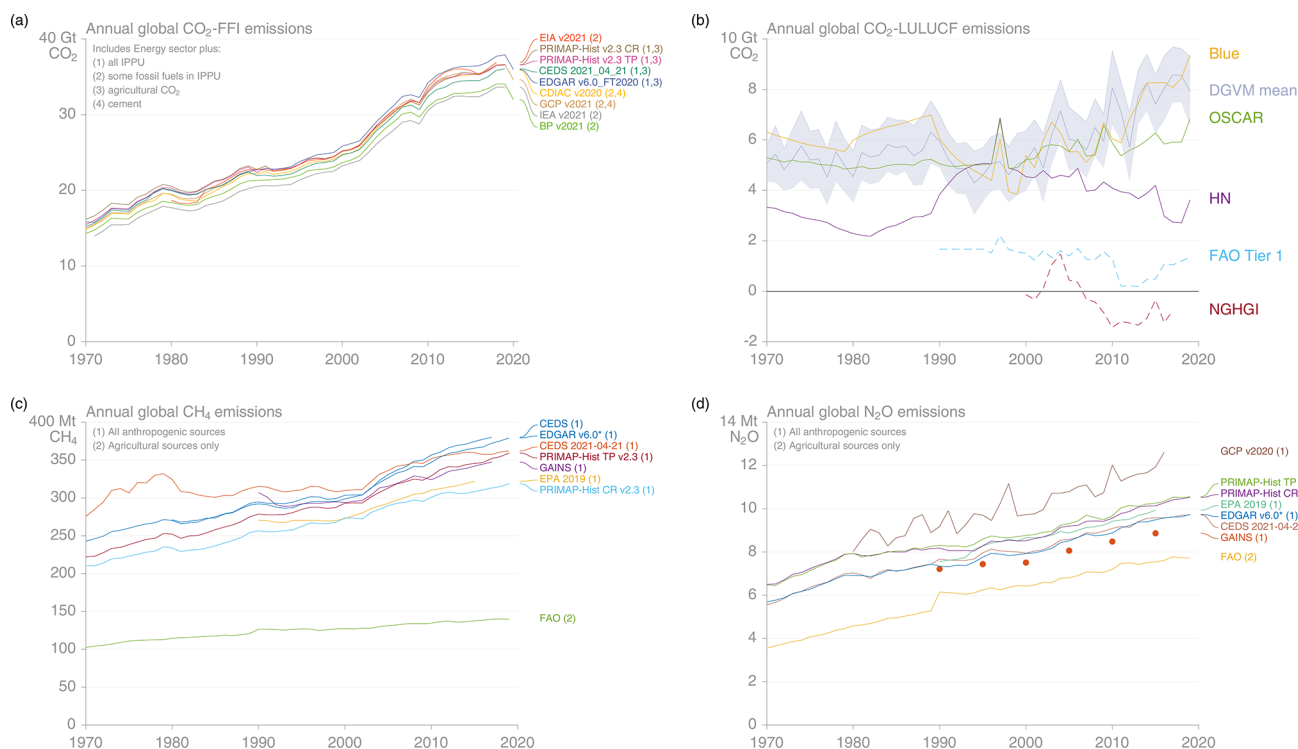 (a)
Annual global CO₂-FFI emissions
40 Gt
CO₂
Includes Energy sector plus:
(1) all IPPU
(2) some fossil fuels in IPPU
(3) agricultural CO₂
(4) cement
30
20
10
0
1970
1980
1990
2000
2010
2020
EIA v2021 (2)
PRIMAP-Hist v2.3 CR (1,3)
PRIMAP-Hist v2.3 TP (1,3)
CEDS 2021_04_21 (1,3)
EDGAR v6.0_FT2020 (1,3)
CDIAC v2020 (2,4)
GCP v2021 (2,4)
IEA v2021 (2)
BP v2021 (2)
(b)
Annual global CO₂-LULUCF emissions
10 Gt
CO₂
8
6
4
2
0
-2
1970
1980
1990
2000
2010
2020
Blue
DGVM mean
OSCAR
HN
FAO Tier 1
NGHGI
(c)
Annual global CH₄ emissions
400 Mt
CH₄
(1) All anthropogenic sources
(2) Agricultural sources only
350
300
250
200
150
100
50
0
1970
1980
1990
2000
2010
2020
CEDS (1)
EDGAR v6.0* (1)
CEDS 2021-04-21 (1)
PRIMAP-Hist TP v2.3 (1)
GAINS (1)
EPA 2019 (1)
PRIMAP-Hist CR v2.3 (1)
FAO (2)
(d)
Annual global N₂O emissions
14 Mt
N₂O
(1) All anthropogenic sources
(2) Agricultural sources only
12
10
8
6
4
2
0
1970
1980
1990
2000
2010
2020
GCP v2020 (1)
PRIMAP-Hist TP
PRIMAP-Hist CR
EPA 2019 (1)
EDGAR v6.0* (1)
CEDS 2021-04-2
GAINS (1)
FAO (2)